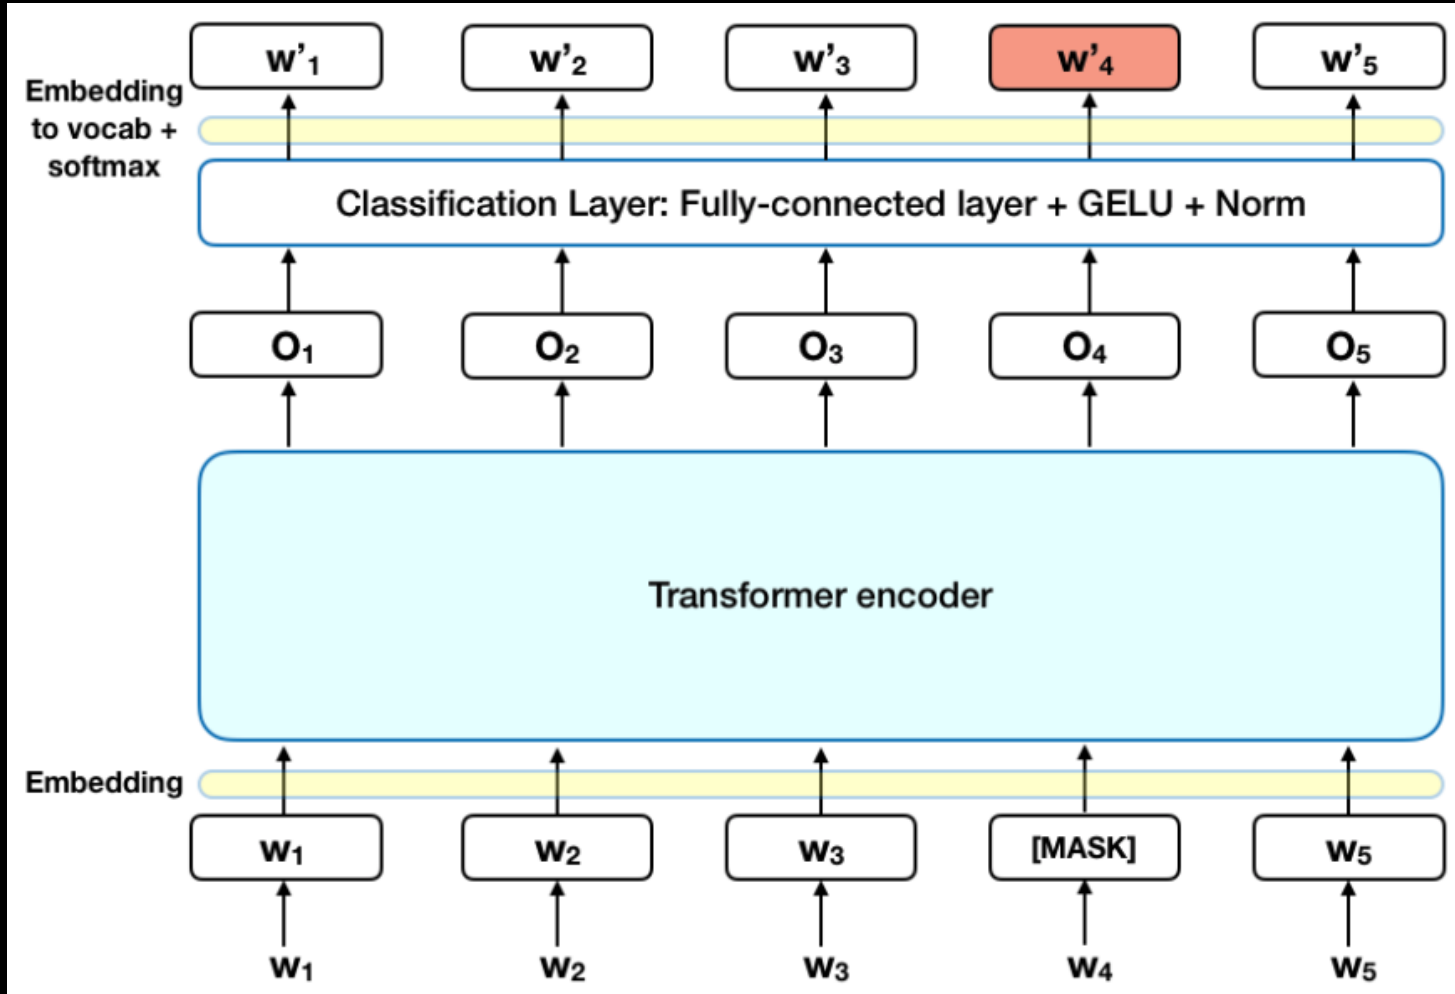 w’₁ w’₂ w’₃ w’₄ w’₅
Embedding
to vocab +
softmax
Classification Layer: Fully-connected layer + GELU + Norm
O₁ O₂ O₃ O₄ O₅
Transformer encoder
Embedding
w₁ w₂ w₃ [MASK] w₅
w₁ w₂ w₃ w₄ w₅